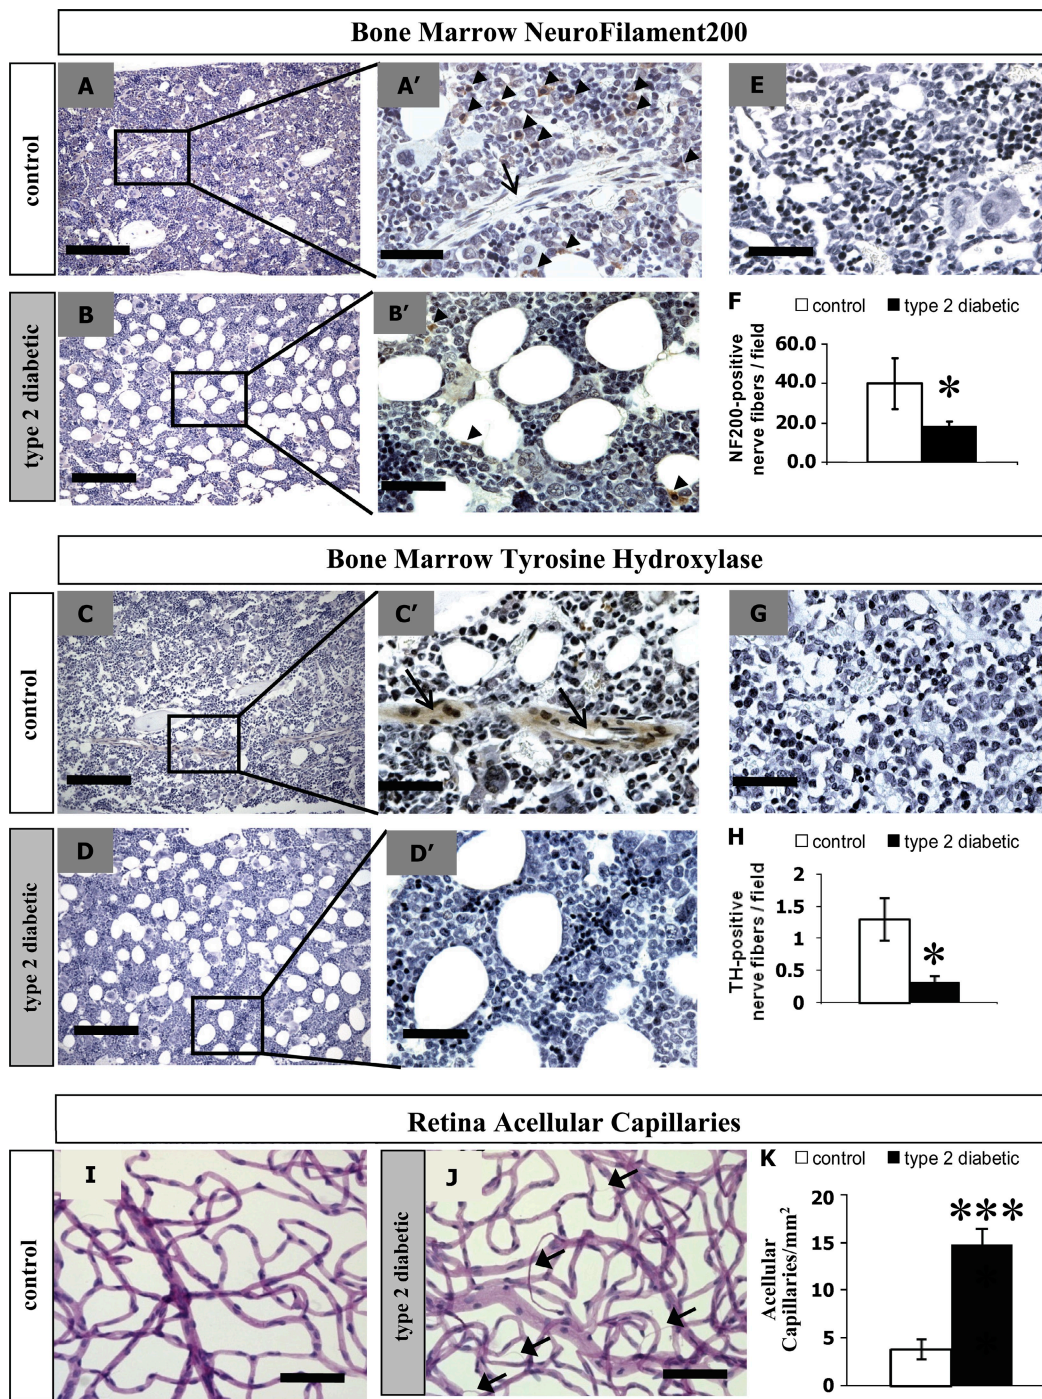 Bone Marrow NeuroFilament200
control
A
A′
E
type 2 diabetic
B
B′
F
control type 2 diabetic
NF200-positive
nerve fibers / field
60.0
40.0
20.0
0.0
*
Bone Marrow Tyrosine Hydroxylase
control
C
C′
G
type 2 diabetic
D
D′
H
control type 2 diabetic
TH-positive
nerve fibers / field
2
1.5
1
0.5
0
*
Retina Acellular Capillaries
control
I
type 2 diabetic
J
K
control type 2 diabetic
Acellular
Capillaries/mm²
20
15
10
5
0
***